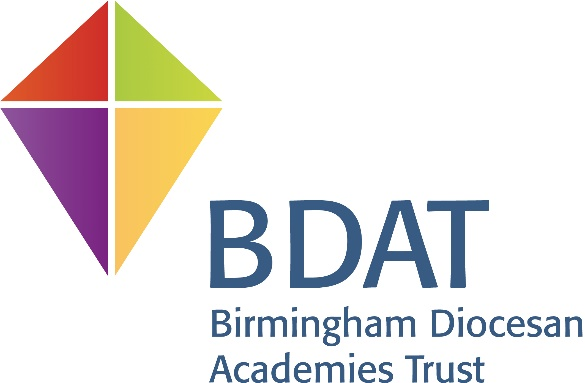 BDAT
Birmingham Diocesan
Academies Trust